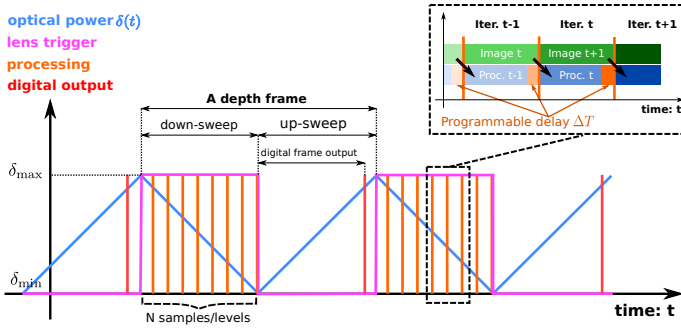 optical power δ(t)
lens trigger
processing
digital output
Iter. t-1 Iter. t Iter. t+1
Image t Image t+1
Proc. t-1 Proc. t
time: t
Programmable delay ΔT
A depth frame
down-sweep up-sweep
digital frame output
δmax
δmin
N samples/levels
time: t